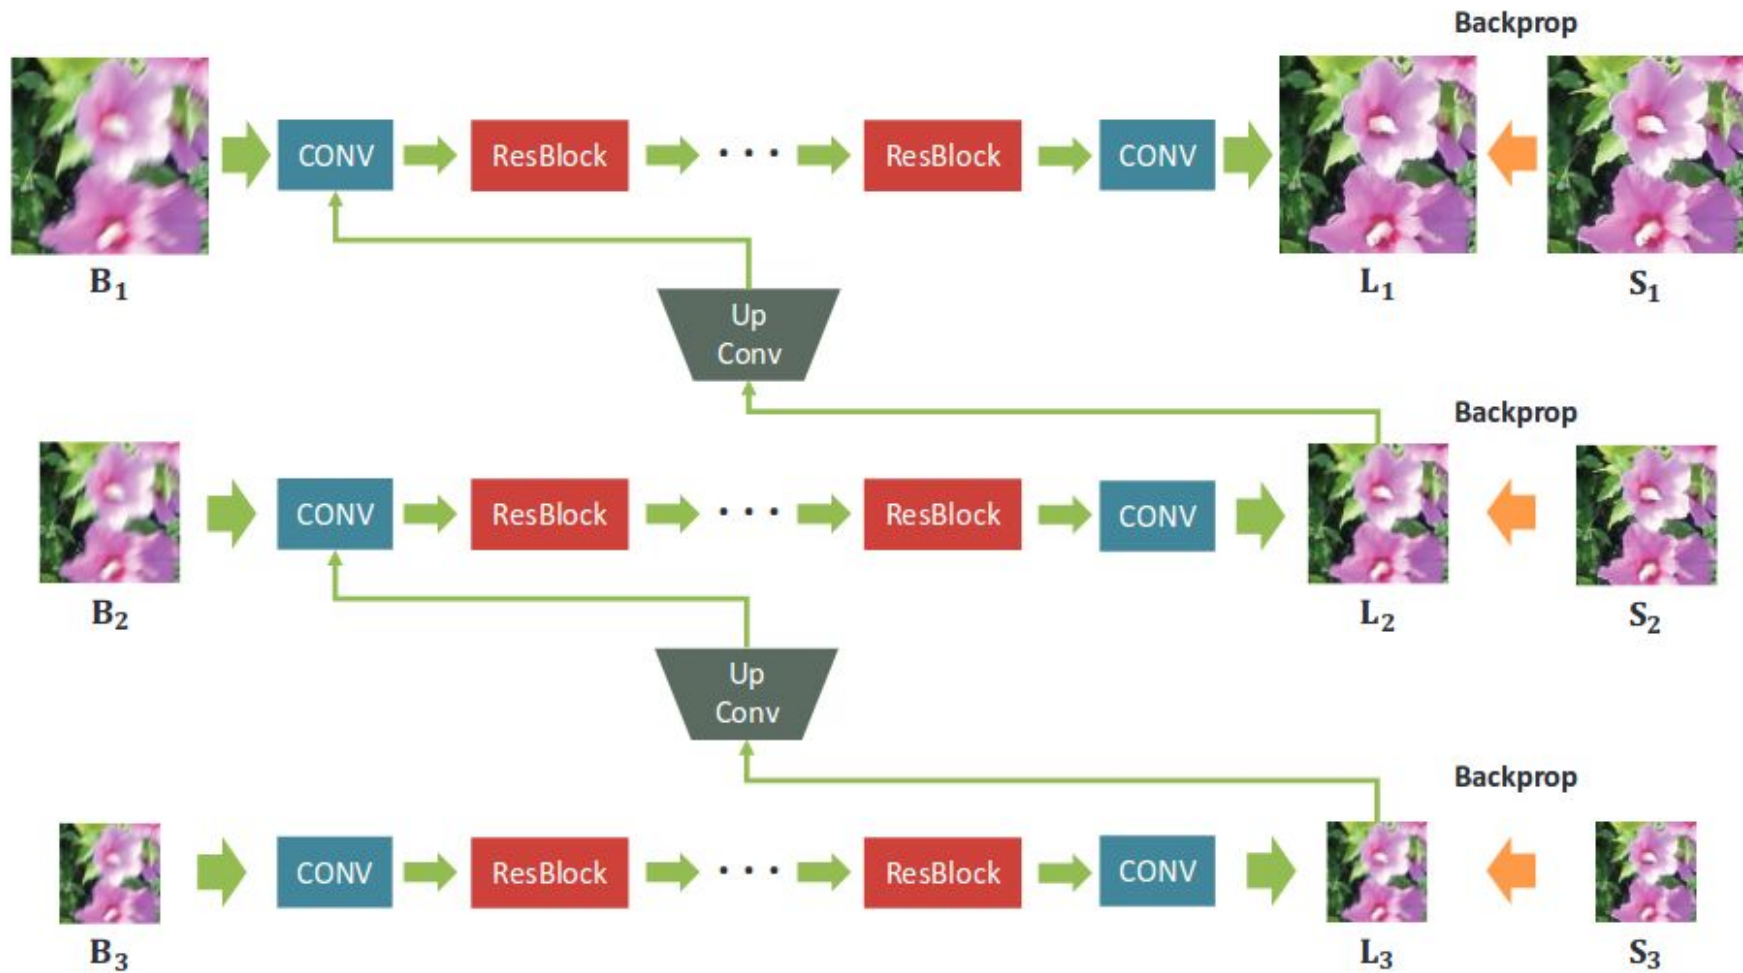 Backprop
CONV
ResBlock
· · ·
ResBlock
CONV
B₁
L₁
S₁
Up
Conv
Backprop
CONV
ResBlock
· · ·
ResBlock
CONV
B₂
L₂
S₂
Up
Conv
Backprop
CONV
ResBlock
· · ·
ResBlock
CONV
B₃
L₃
S₃